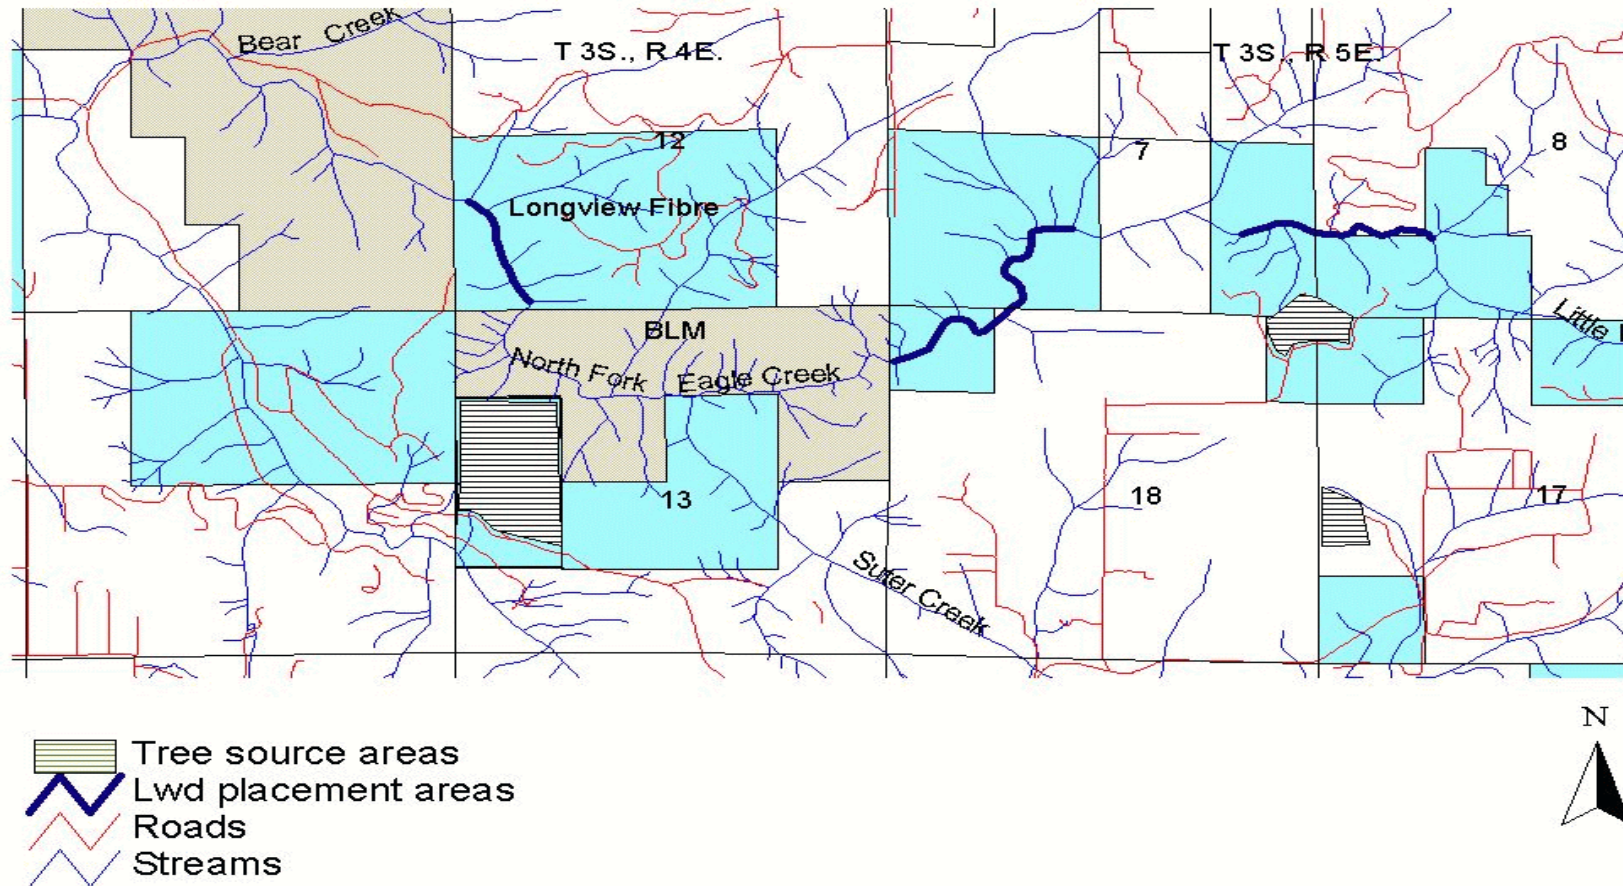 Bear Creek
T 3S., R 4E.
T 3S., R 5E.
12
7
8
Longview Fibre
BLM
North Fork Eagle Creek
Little
13
18
17
Suter Creek
N
Tree source areas
Lwd placement areas
Roads
Streams